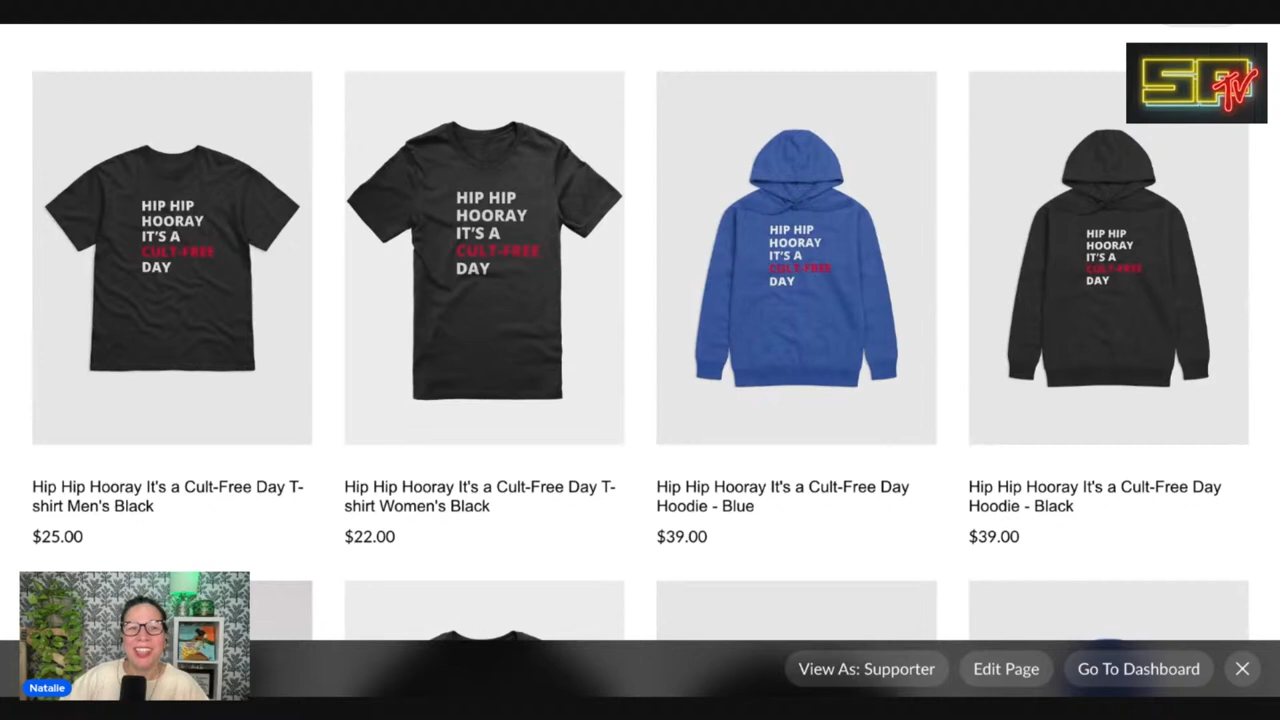 SPTV
HIP HIP
HOORAY
IT'S A
CULT-FREE
DAY
HIP HIP
HOORAY
IT'S A
CULT-FREE
DAY
HIP HIP
HOORAY
IT'S A
CULT-FREE
DAY
HIP HIP
HOORAY
IT'S A
CULT-FREE
DAY
Hip Hip Hooray It's a Cult-Free Day T-
shirt Men's Black
$25.00
Hip Hip Hooray It's a Cult-Free Day T-
shirt Women's Black
$22.00
Hip Hip Hooray It's a Cult-Free Day
Hoodie - Blue
$39.00
Hip Hip Hooray It's a Cult-Free Day
Hoodie - Black
$39.00
Natalie
View As: Supporter
Edit Page
Go To Dashboard